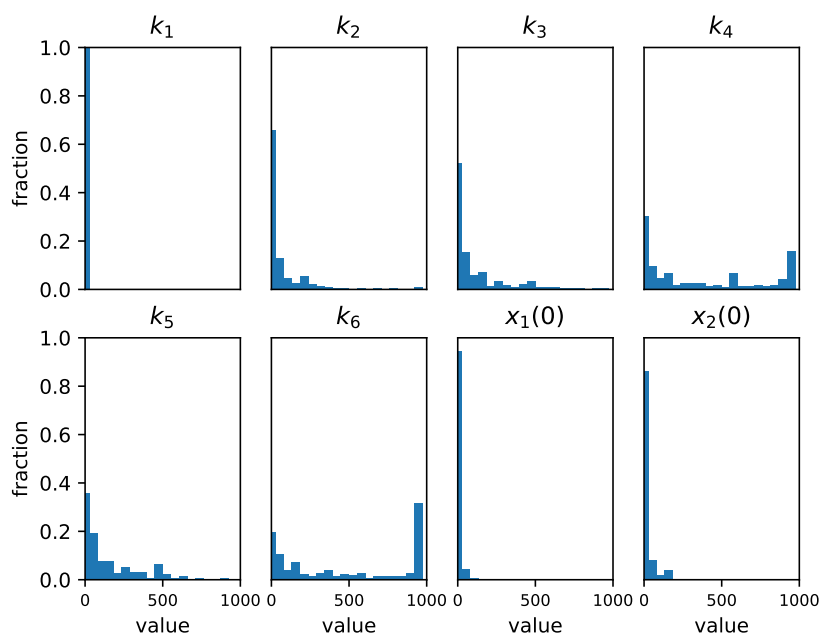 k₁ k₂ k₃ k₄
1.0
0.8
0.6
0.4
0.2
0.0
fraction
k₅ k₆ x₁(0) x₂(0)
1.0
0.8
0.6
0.4
0.2
0.0
fraction
0 500 1000 0 500 1000 0 500 1000 0 500 1000
value value value value